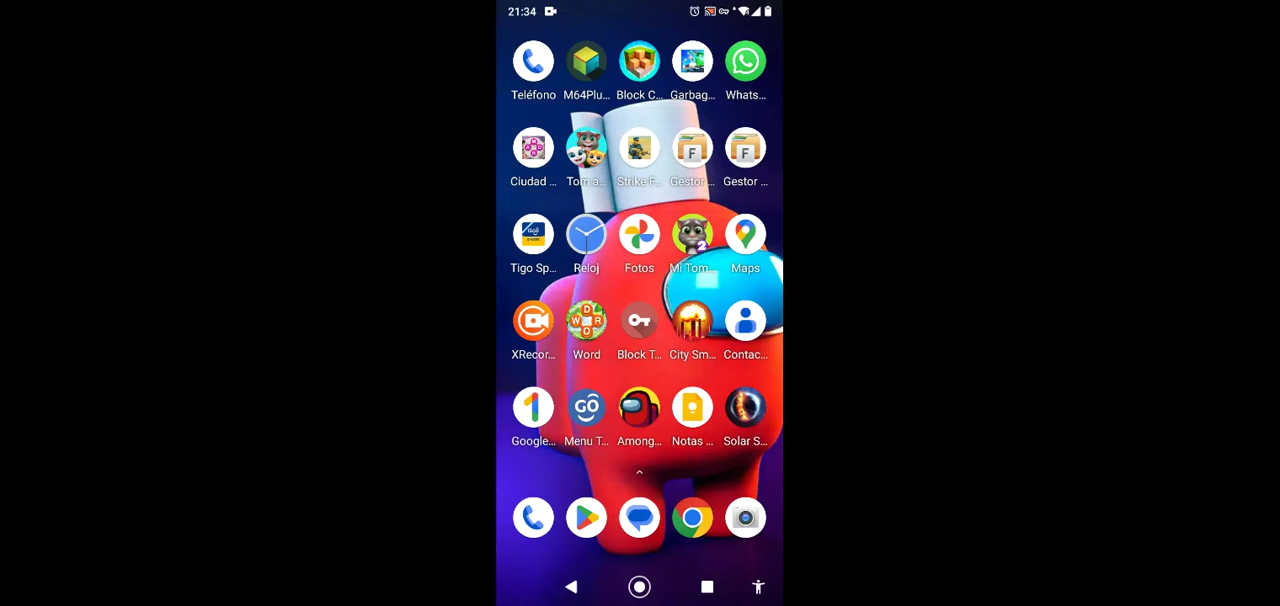 21:34
Teléfono M64Plu... Block C... Garbag... Whats...
Ciudad ... Tom a... Strike F... Gestor ... Gestor ...
Tigo Sp... Reloj Fotos Mi Tom... Maps
XRecor... Word Block T... City Sm... Contac...
Google... Menu T... Among... Notas ... Solar S...